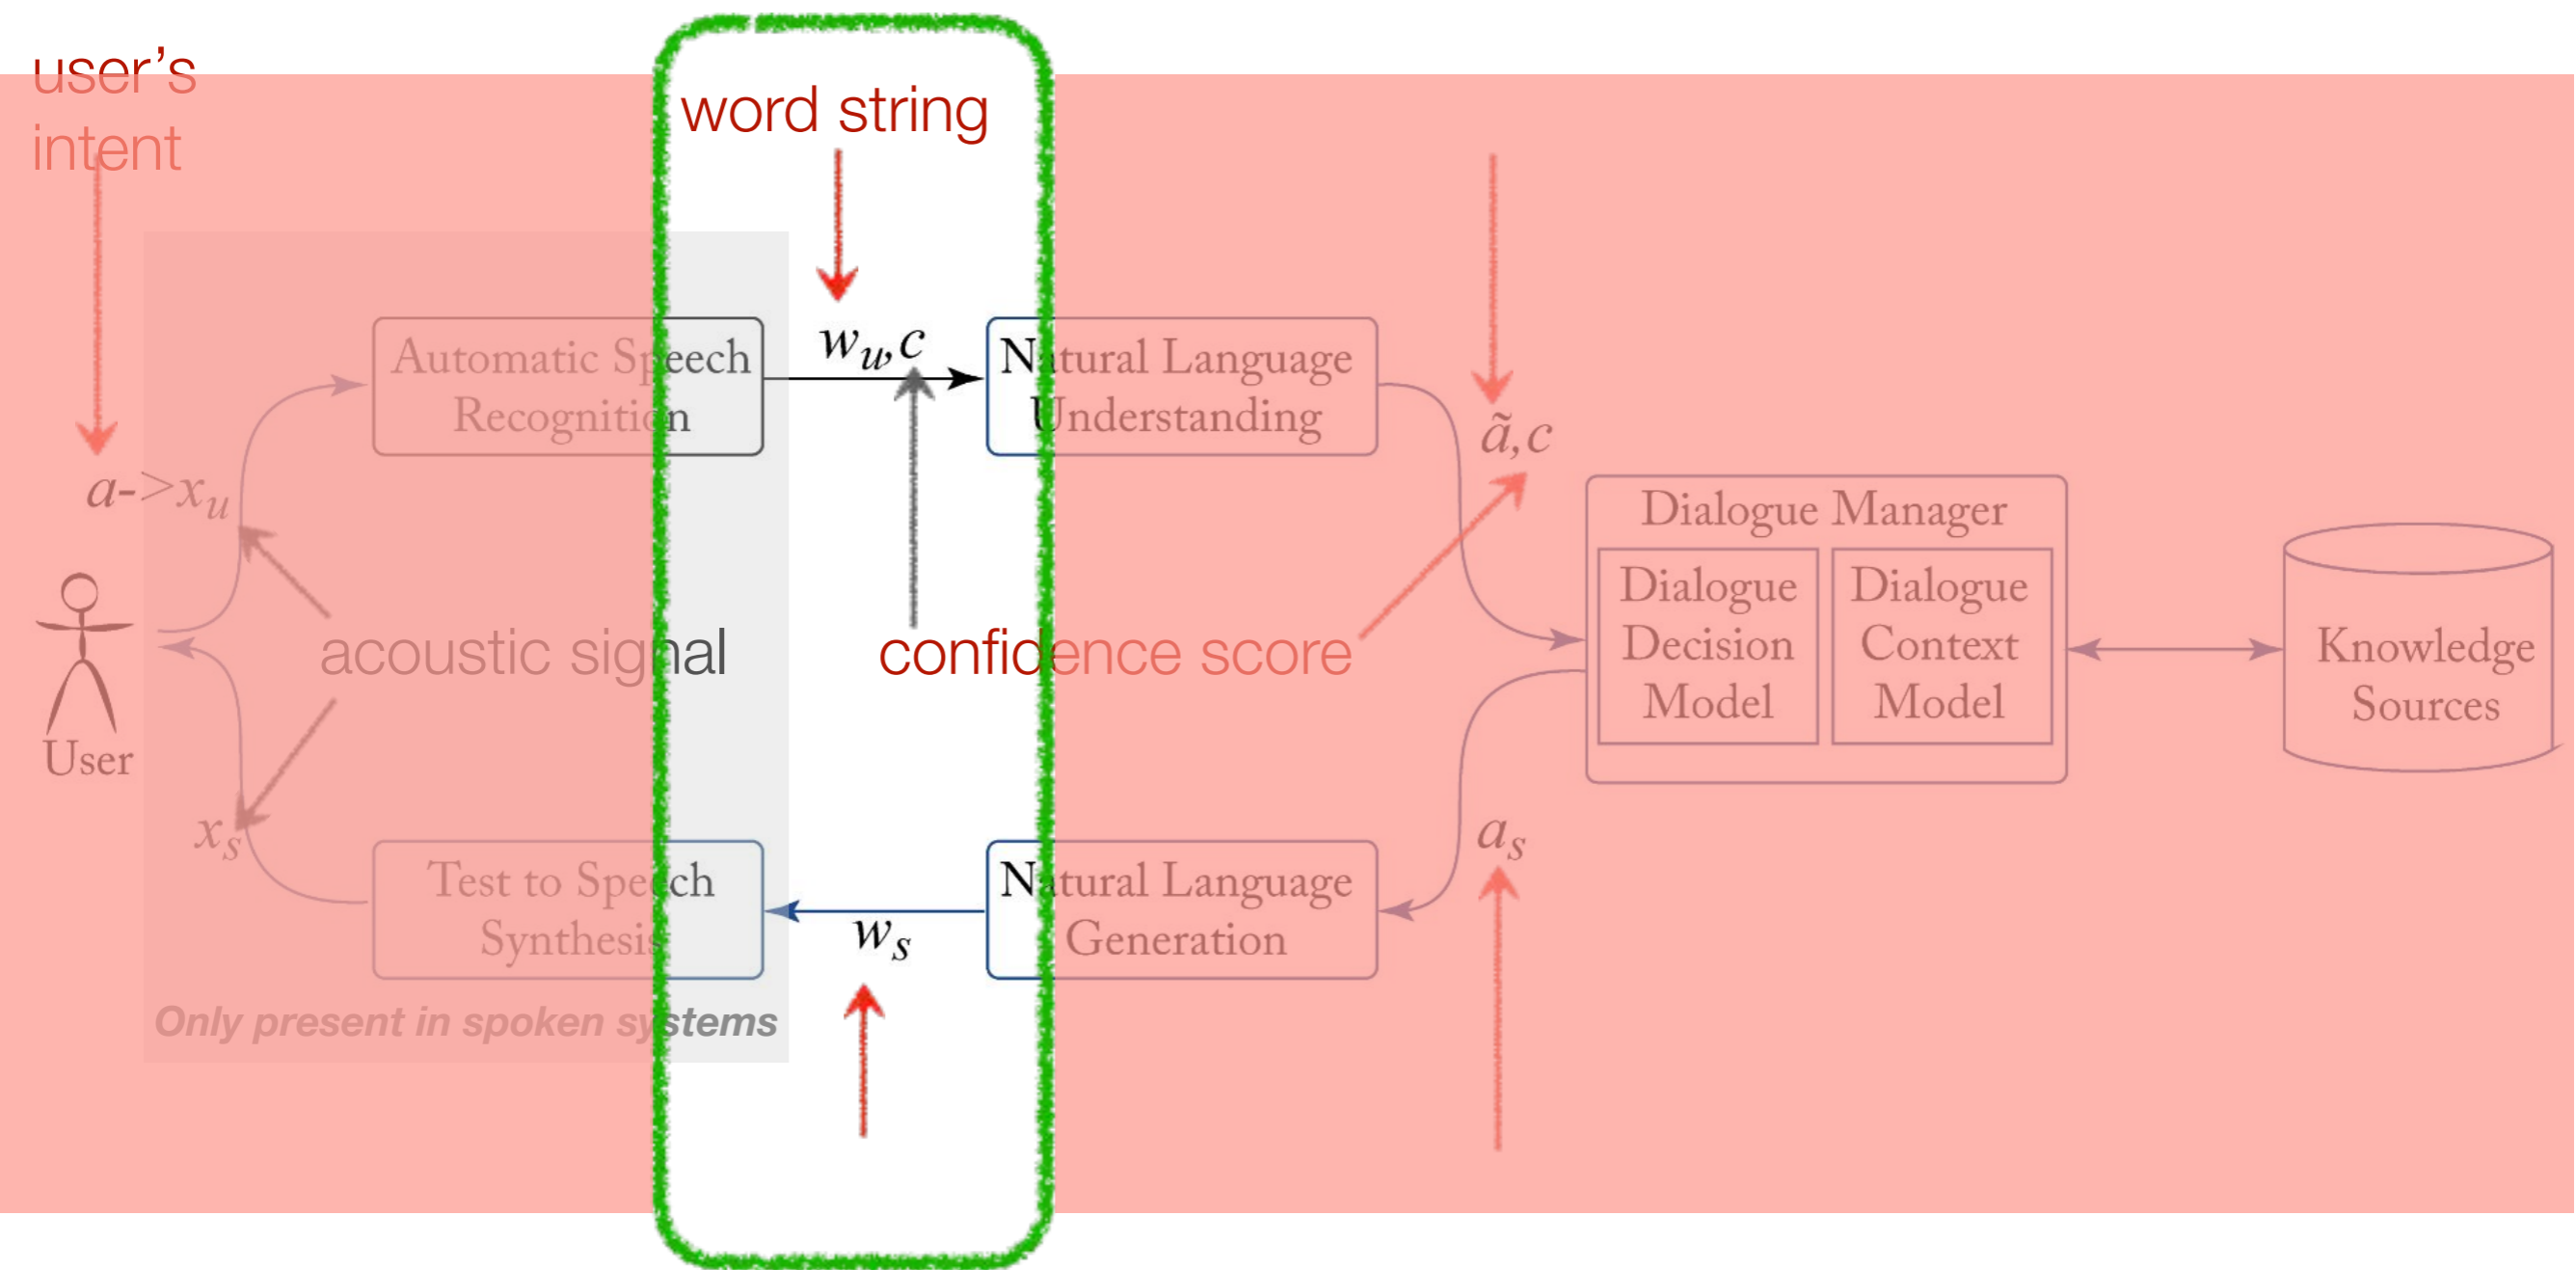 user's
intent
word string
Automatic Speech
Recognition
w_u,c
Natural Language
Understanding
ã,c
a->x_u
Dialogue Manager
Dialogue
Decision
Model
Dialogue
Context
Model
Knowledge
Sources
acoustic signal
confidence score
User
x_s
Test to Speech
Synthesis
w_s
Natural Language
Generation
a_s
Only present in spoken systems